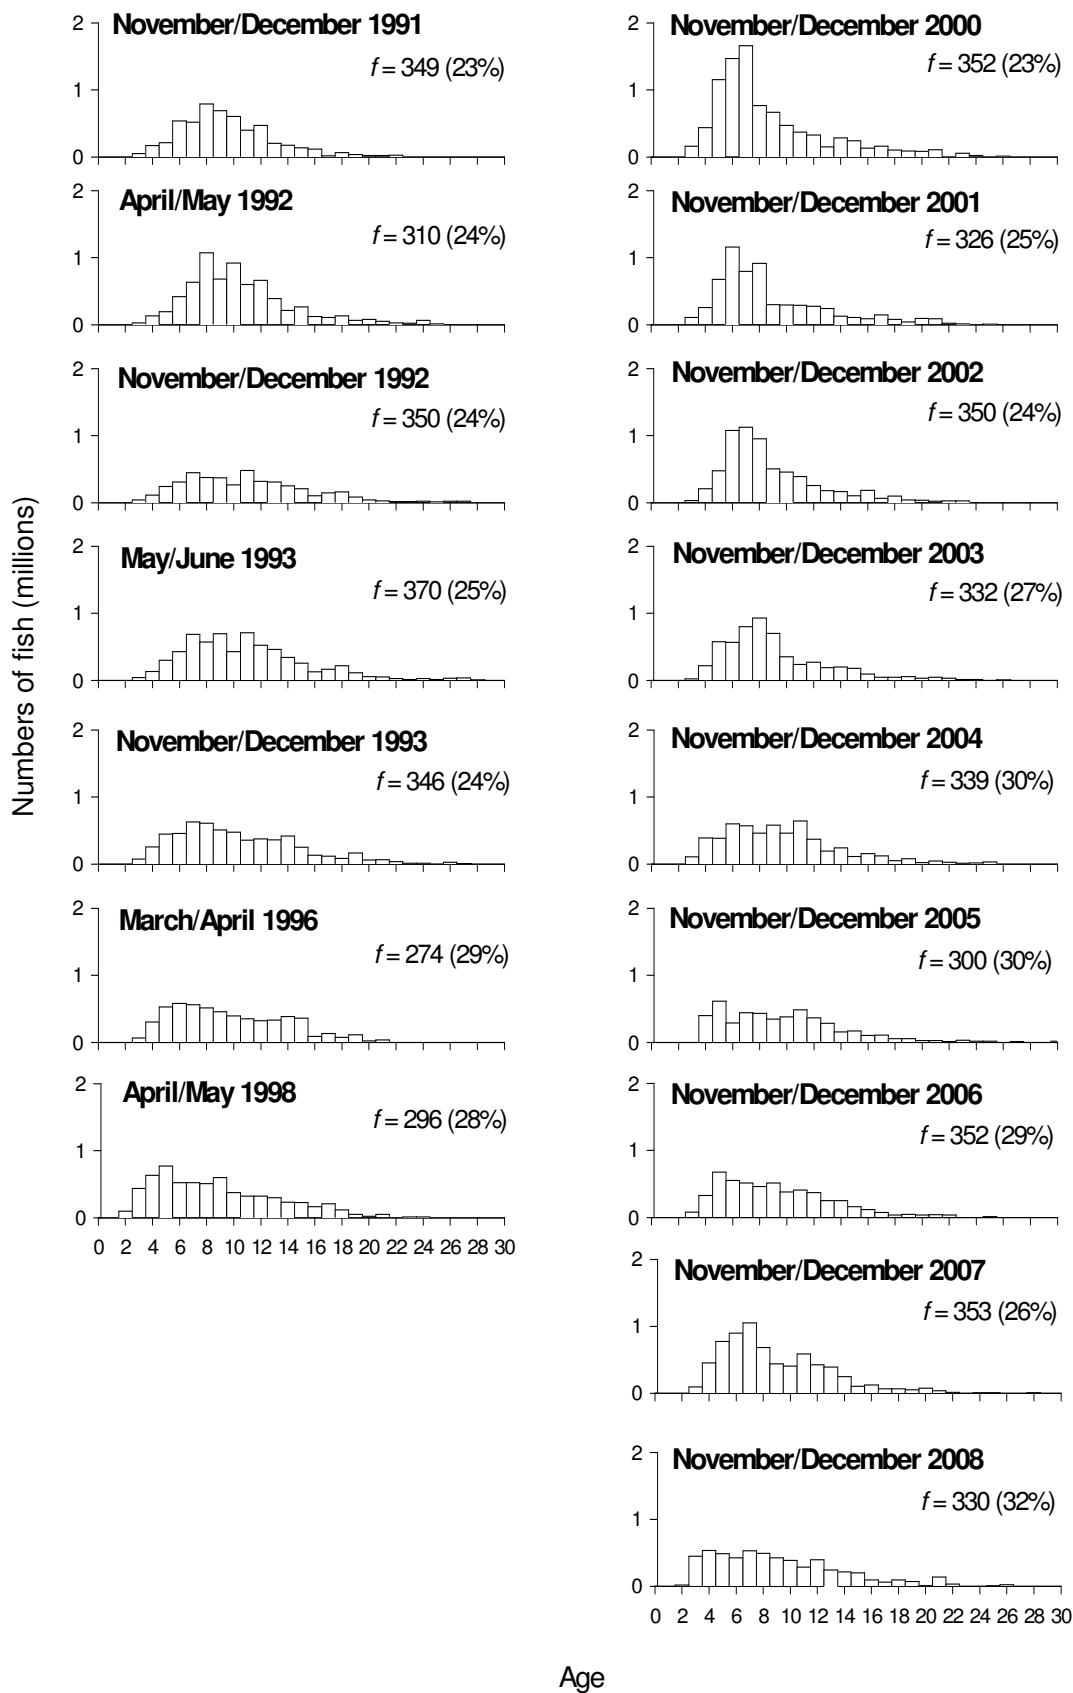 Numbers of fish (millions)
November/December 1991
f = 349 (23%)
2
1
0
April/May 1992
f = 310 (24%)
2
1
0
November/December 1992
f = 350 (24%)
2
1
0
May/June 1993
f = 370 (25%)
2
1
0
November/December 1993
f = 346 (24%)
2
1
0
March/April 1996
f = 274 (29%)
2
1
0
April/May 1998
f = 296 (28%)
2
1
0
0 2 4 6 8 10 12 14 16 18 20 22 24 26 28 30
November/December 2000
f = 352 (23%)
2
1
0
November/December 2001
f = 326 (25%)
2
1
0
November/December 2002
f = 350 (24%)
2
1
0
November/December 2003
f = 332 (27%)
2
1
0
November/December 2004
f = 339 (30%)
2
1
0
November/December 2005
f = 300 (30%)
2
1
0
November/December 2006
f = 352 (29%)
2
1
0
November/December 2007
f = 353 (26%)
2
1
0
November/December 2008
f = 330 (32%)
2
1
0
0 2 4 6 8 10 12 14 16 18 20 22 24 26 28 30
Age